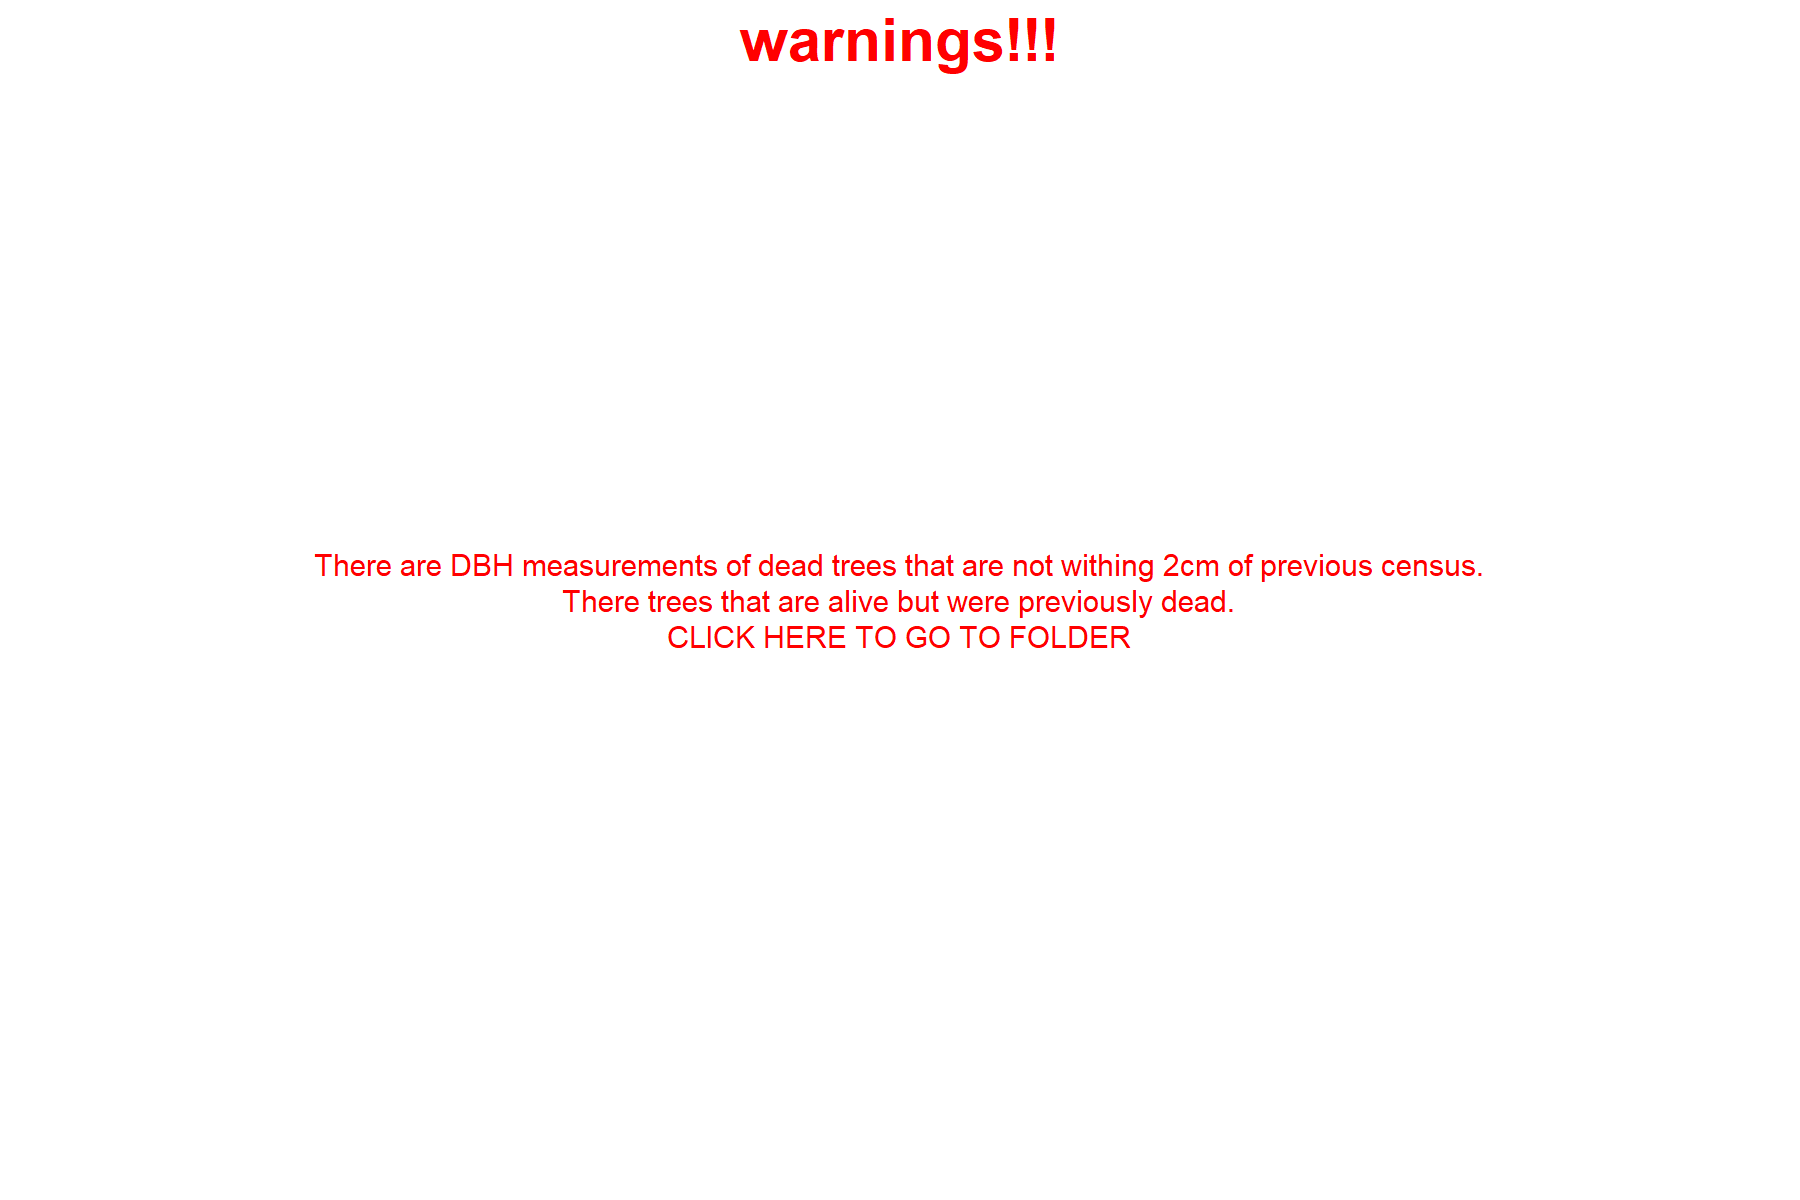 warnings!!!
There are DBH measurements of dead trees that are not withing 2cm of previous census.
There trees that are alive but were previously dead.
CLICK HERE TO GO TO FOLDER